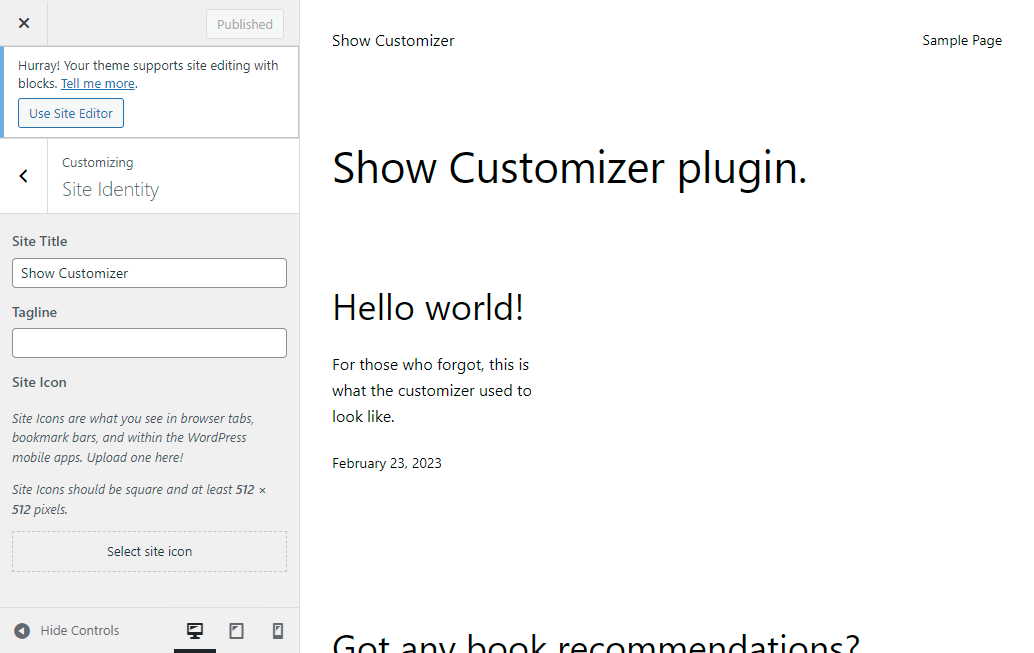 Published
Hurray! Your theme supports site editing with
blocks. Tell me more.
Use Site Editor
Customizing
Site Identity
Site Title
Show Customizer
Tagline
Site Icon
Site Icons are what you see in browser tabs,
bookmark bars, and within the WordPress
mobile apps. Upload one here!
Site Icons should be square and at least 512 ×
512 pixels.
Select site icon
Hide Controls
Show Customizer
Sample Page
Show Customizer plugin.
Hello world!
For those who forgot, this is
what the customizer used to
look like.
February 23, 2023
Got any book recommendations?